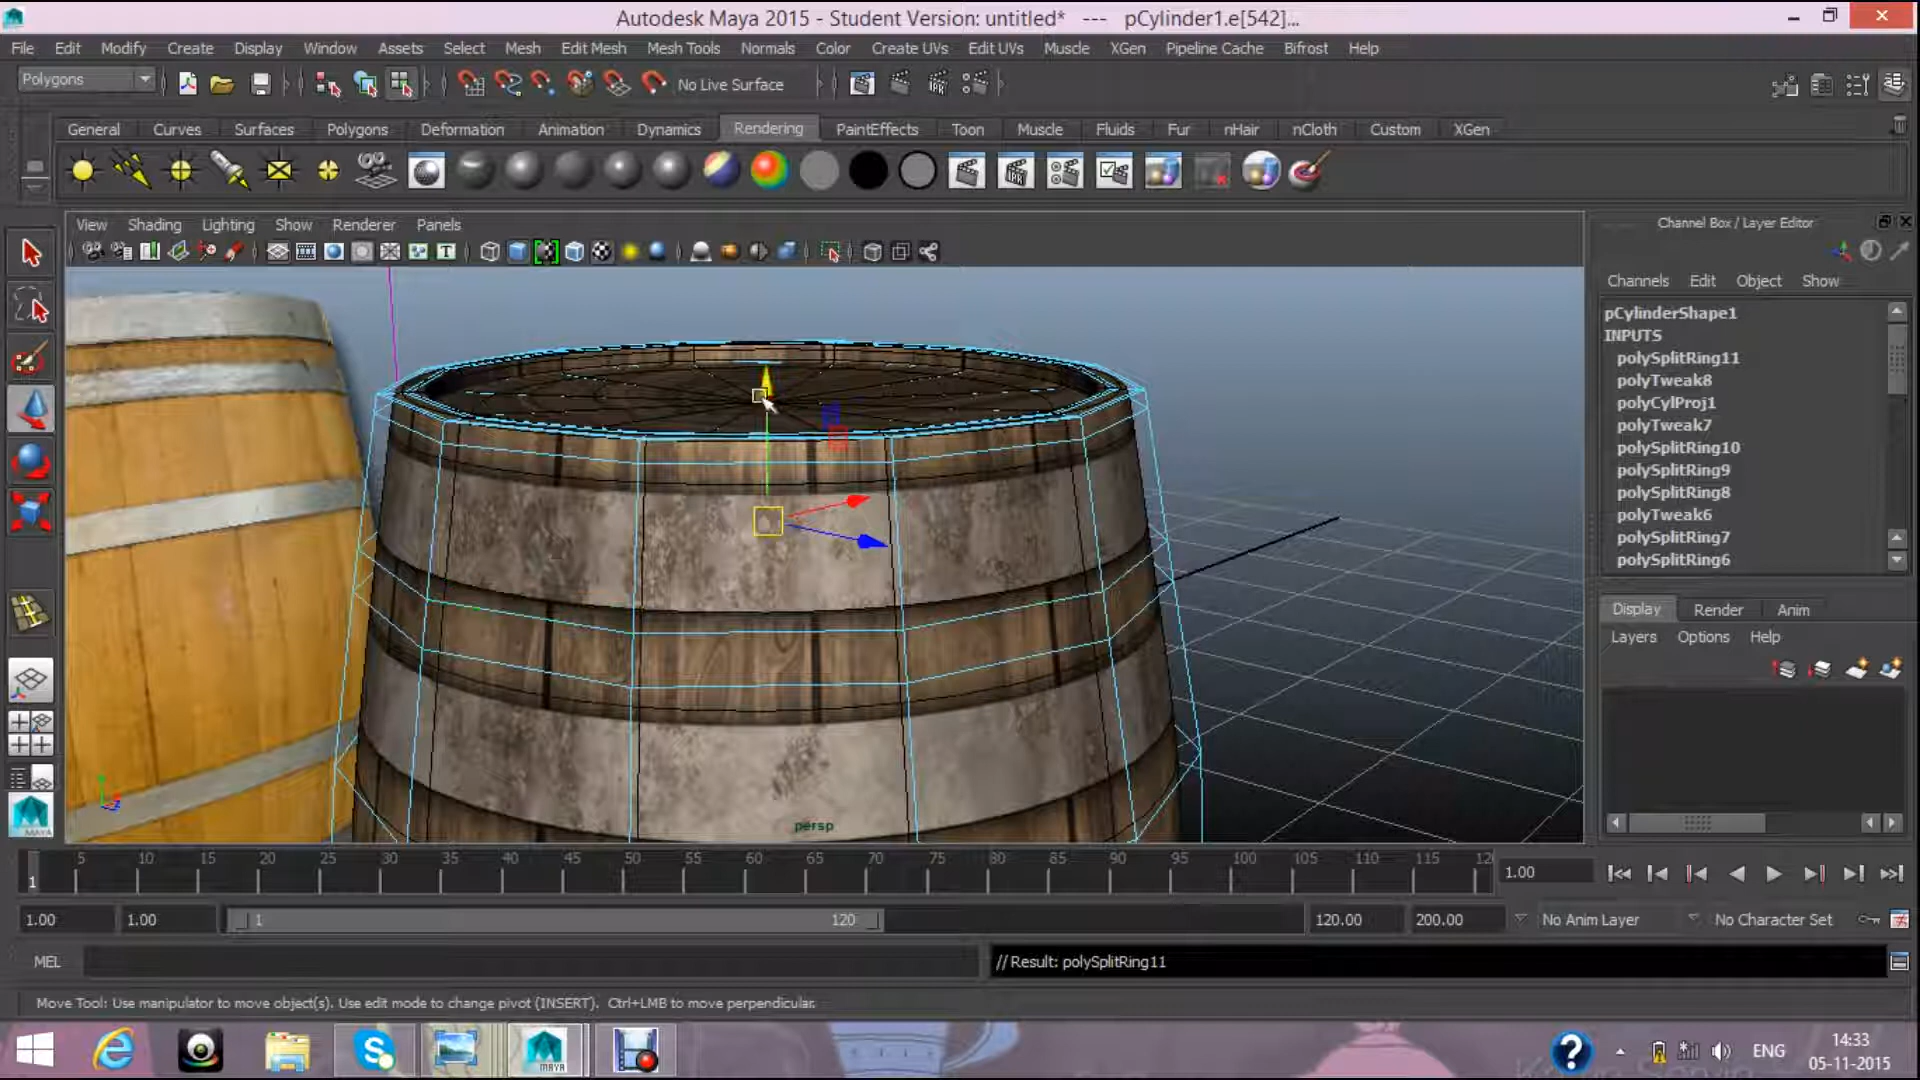 Autodesk Maya 2015 - Student Version: untitled* --- pCylinder1.e[542]...
File Edit Modify Create Display Window Assets Select Mesh Edit Mesh Mesh Tools Normals Color Create UVs Edit UVs Muscle XGen Pipeline Cache Bifrost Help
Polygons No Live Surface
General Curves Surfaces Polygons Deformation Animation Dynamics Rendering PaintEffects Toon Muscle Fluids Fur nHair nCloth Custom XGen
IPR
View Shading Lighting Show Renderer Panels
Channel Box / Layer Editor
Channels Edit Object Show
pCylinderShape1
INPUTS
polySplitRing11
polyTweak8
polyCylProj1
polyTweak7
polySplitRing10
polySplitRing9
polySplitRing8
polyTweak6
polySplitRing7
polySplitRing6
Display Render Anim
Layers Options Help
persp
MAYA
5 10 15 20 25 30 35 40 45 50 55 60 65 70 75 80 85 90 95 100 105 110 115 12
1 1.00
1.00 1.00 1 120 120.00 200.00 No Anim Layer No Character Set
MEL // Result: polySplitRing11
Move Tool: Use manipulator to move object(s). Use edit mode to change pivot (INSERT). Ctrl+LMB to move perpendicular.
MAYA
ENG
14:33
05-11-2015